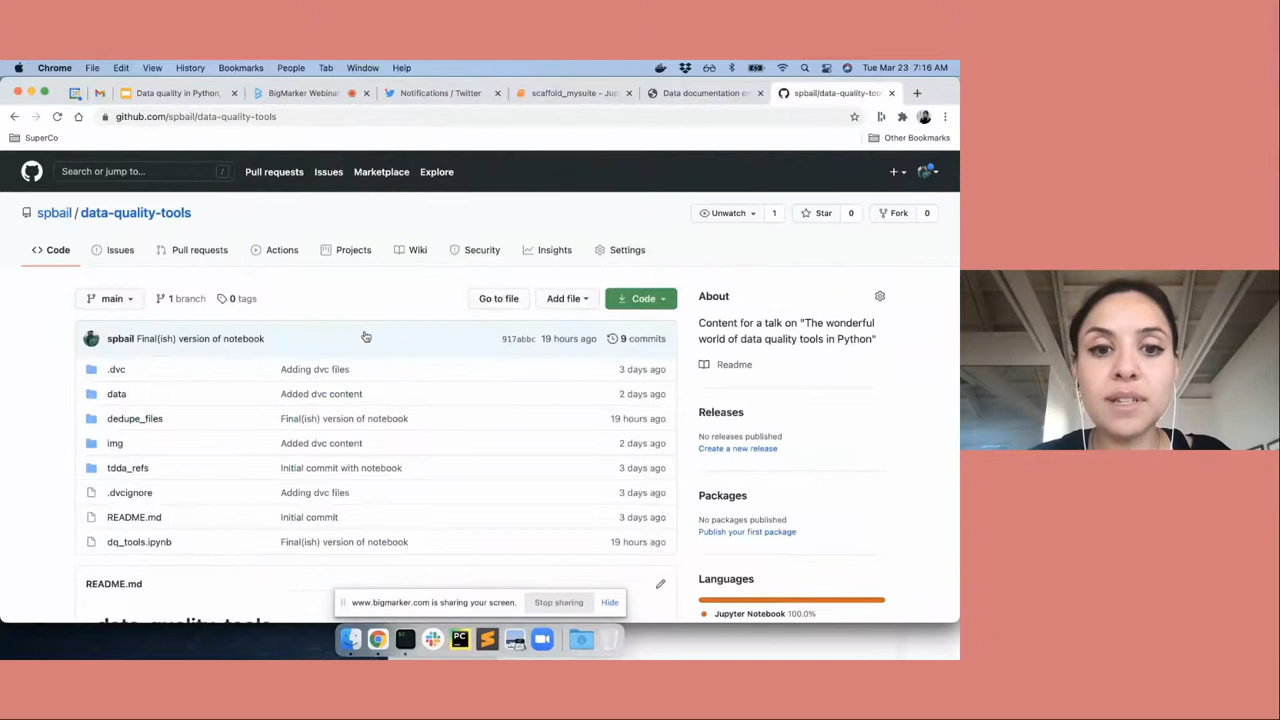 Chrome File Edit View History Bookmarks People Tab Window Help Tue Mar 23 7:16 AM
Data quality in Python, BigMarker Webinar Notifications / Twitter scaffold_mysuite - Jup Data documentation on spbail/data-quality-tool
github.com/spbail/data-quality-tools
SuperCo Other Bookmarks
Search or jump to... / Pull requests Issues Marketplace Explore
spbail / data-quality-tools Unwatch 1 Star 0 Fork 0
Code Issues Pull requests Actions Projects Wiki Security Insights Settings
main 1 branch 0 tags Go to file Add file Code
spbail Final(ish) version of notebook 917abbc 19 hours ago 9 commits
.dvc Adding dvc files 3 days ago
data Added dvc content 2 days ago
dedupe_files Final(ish) version of notebook 19 hours ago
img Added dvc content 2 days ago
tdda_refs Initial commit with notebook 3 days ago
.dvcignore Adding dvc files 3 days ago
README.md Initial commit 3 days ago
dq_tools.ipynb Final(ish) version of notebook 19 hours ago
README.md
data-quality-tools
About
Content for a talk on "The wonderful
world of data quality tools in Python"
Readme
Releases
No releases published
Create a new release
Packages
No packages published
Publish your first package
Languages
Jupyter Notebook 100.0%
www.bigmarker.com is sharing your screen. Stop sharing Hide
PC